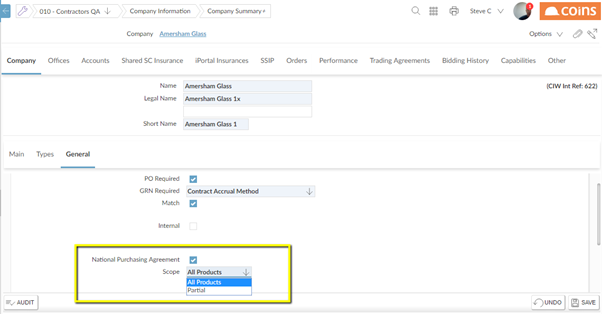 010 - Contractors QA Company Information Company Summary Steve C 1 coins
Company Amersham Glass Options
Company Offices Accounts Shared SC Insurance iPortal Insurances SSIP Orders Performance Trading Agreements Bidding History Capabilities Other
Name Amersham Glass (CIW Int Ref: 622)
Legal Name Amersham Glass 1x
Short Name Amersham Glass 1
Main Types General
PO Required
GRN Required Contract Accrual Method
Match
Internal
National Purchasing Agreement
Scope All Products
All Products
Partial
AUDIT UNDO SAVE